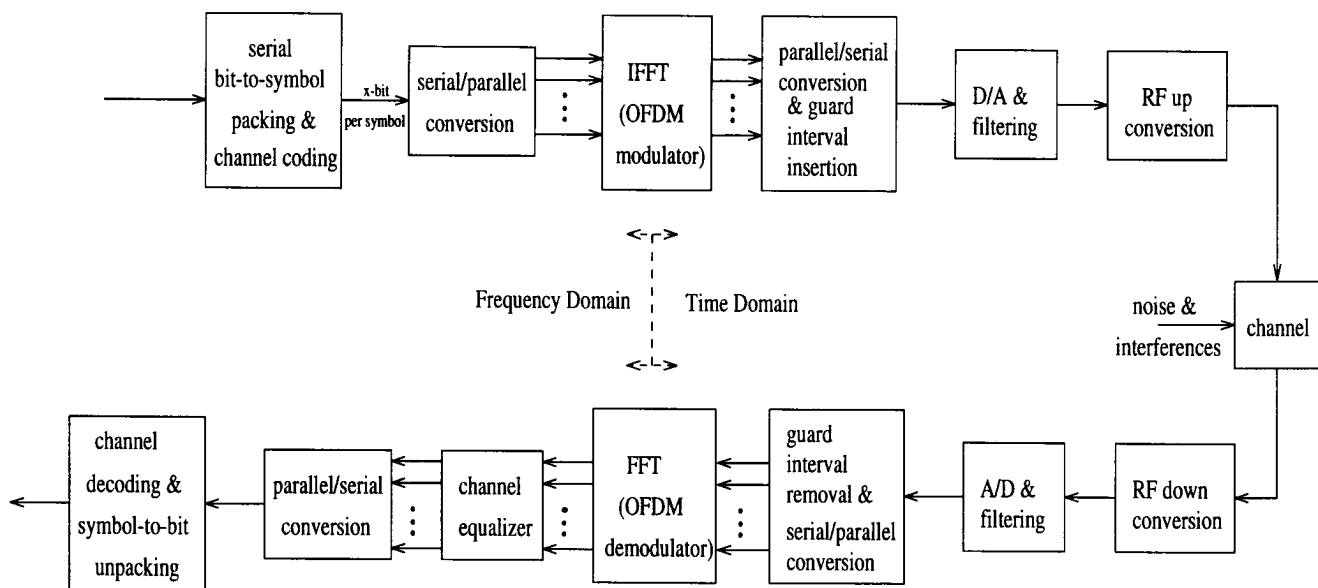 serial
bit-to-symbol
packing &
channel coding
x-bit
per symbol
serial/parallel
conversion
IFFT
(OFDM
modulator)
parallel/serial
conversion
& guard
interval
insertion
D/A &
filtering
RF up
conversion
Frequency Domain
Time Domain
noise &
interferences
channel
channel
decoding &
symbol-to-bit
unpacking
parallel/serial
conversion
channel
equalizer
FFT
(OFDM
demodulator)
guard
interval
removal &
serial/parallel
conversion
A/D &
filtering
RF down
conversion